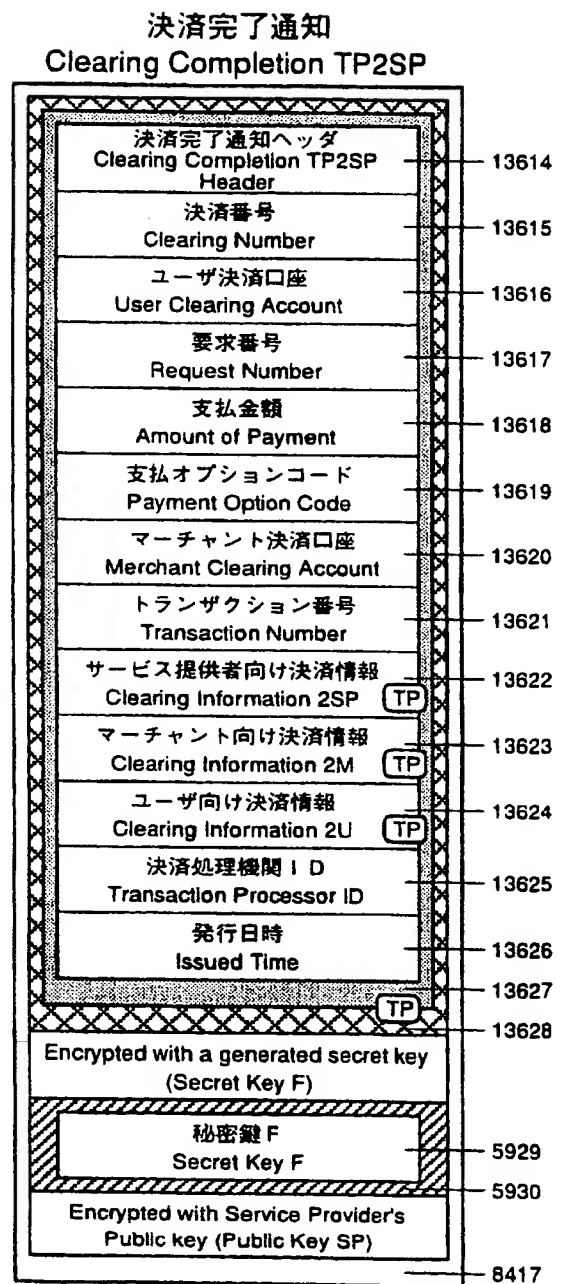 決済完了通知
Clearing Completion TP2SP
決済完了通知ヘッダ
Clearing Completion TP2SP
Header
13614
決済番号
Clearing Number
13615
ユーザ決済口座
User Clearing Account
13616
要求番号
Request Number
13617
支払金額
Amount of Payment
13618
支払オプションコード
Payment Option Code
13619
マーチャント決済口座
Merchant Clearing Account
13620
トランザクション番号
Transaction Number
13621
サービス提供者向け決済情報
Clearing Information 2SP
TP
13622
マーチャント向け決済情報
Clearing Information 2M
TP
13623
ユーザ向け決済情報
Clearing Information 2U
TP
13624
決済処理機関ID
Transaction Processor ID
13625
発行日時
Issued Time
13626
13627
TP
13628
Encrypted with a generated secret key
(Secret Key F)
秘密鍵F
Secret Key F
5929
5930
Encrypted with Service Provider's
Public key (Public Key SP)
8417